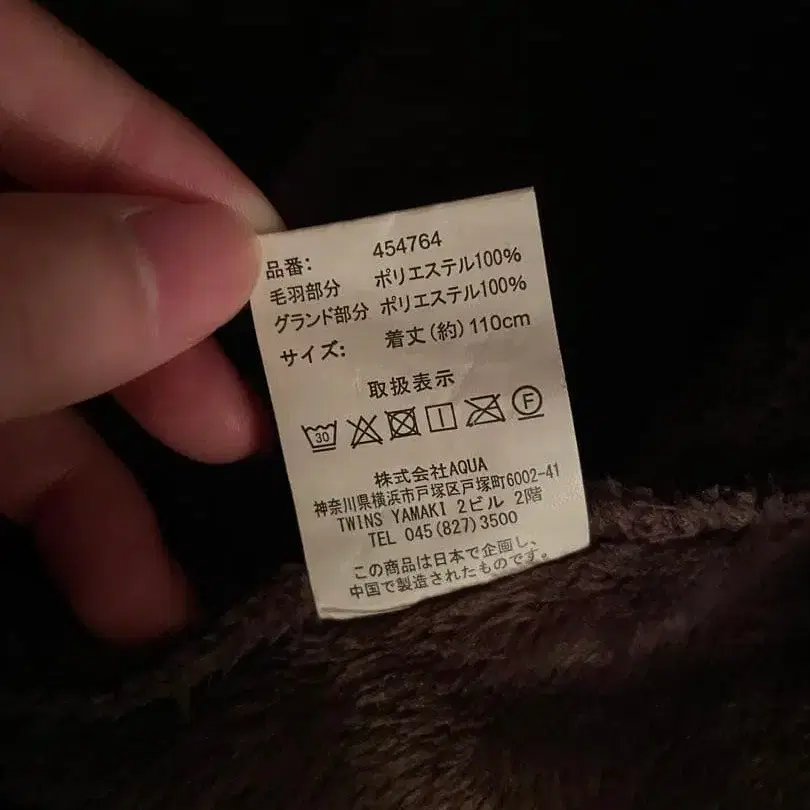 品番: 454764
毛羽部分 ポリエステル100%
グランド部分 ポリエステル100%
サイズ: 着丈(約)110cm
取扱表示
30 F
株式会社AQUA
神奈川県横浜市戸塚区戸塚町6002-41
TWINS YAMAKI 2ビル 2階
TEL 045(827)3500
この商品は日本で企画し、
中国で製造されたものです。